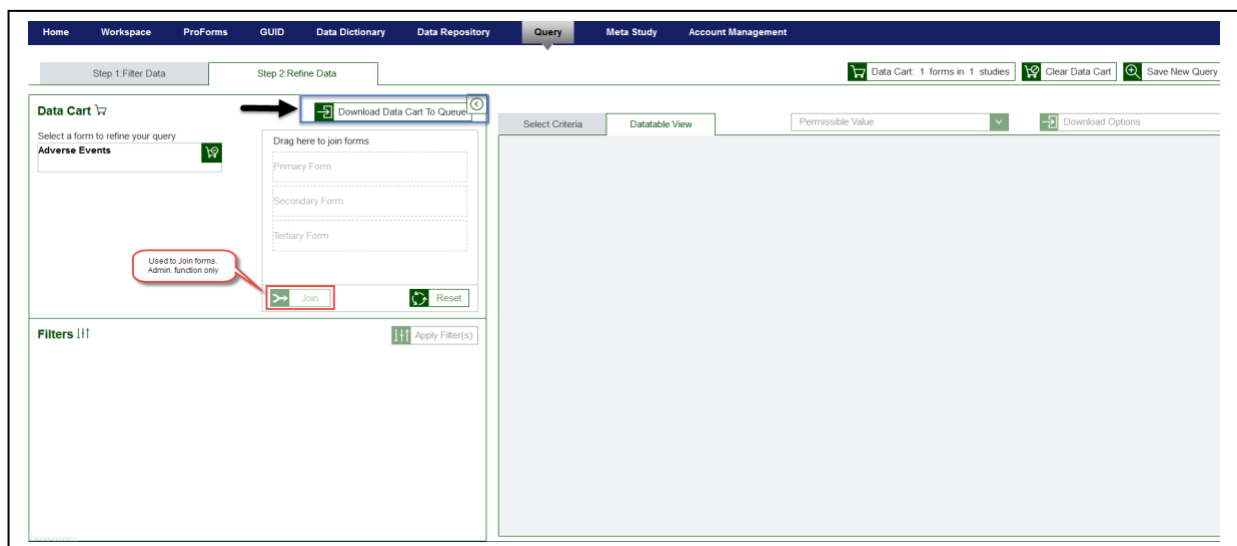 Home Workspace ProForms GUID Data Dictionary Data Repository Query Meta Study Account Management
Step 1:Filter Data Step 2:Refine Data Data Cart: 1 forms in 1 studies Clear Data Cart Save New Query
Data Cart Download Data Cart To Queue
Select Criteria Datatable View Permissible Value Download Options
Select a form to refine your query
Adverse Events
Drag here to join forms
Primary Form
Secondary Form
Tertiary Form
Used to Join forms.
Admin. function only
Join Reset
Filters Apply Filter(s)